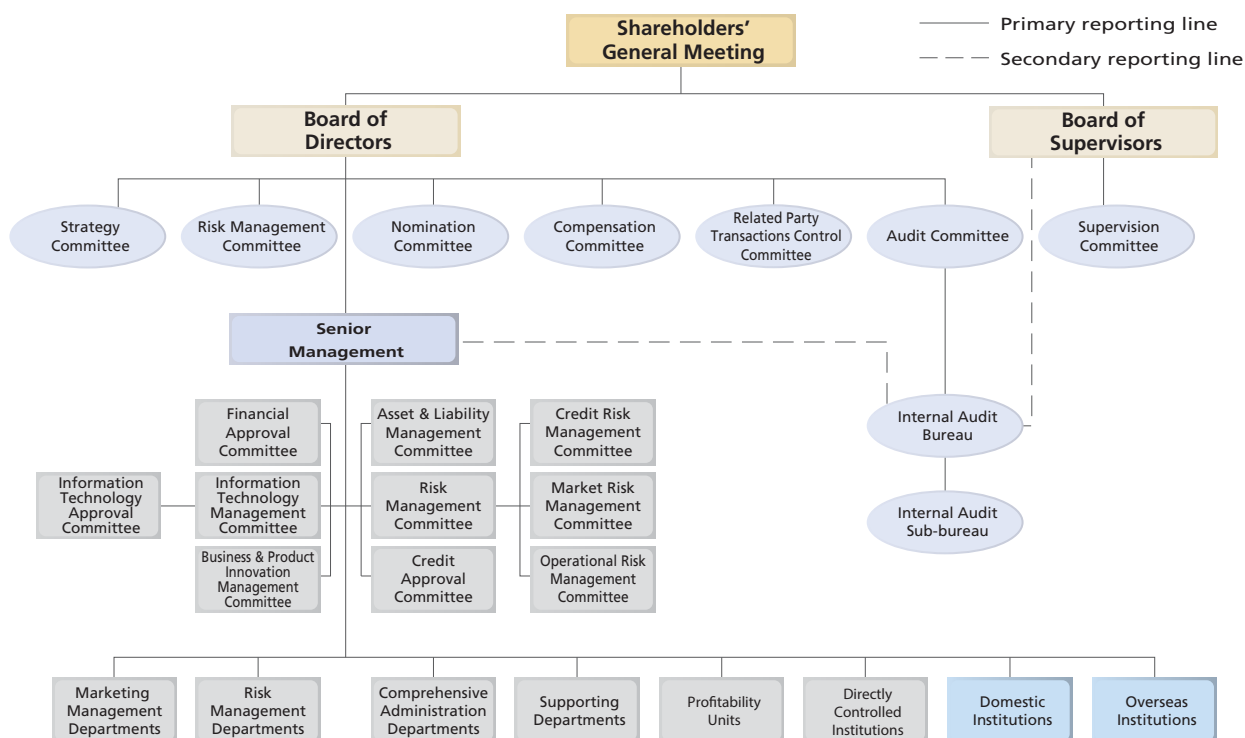 Shareholders'
General Meeting
Primary reporting line
Secondary reporting line
Board of
Directors
Board of
Supervisors
Strategy
Committee
Risk Management
Committee
Nomination
Committee
Compensation
Committee
Related Party
Transactions Control
Committee
Audit Committee
Supervision
Committee
Senior
Management
Financial
Approval
Committee
Asset & Liability
Management
Committee
Credit Risk
Management
Committee
Internal Audit
Bureau
Information
Technology
Approval
Committee
Information
Technology
Management
Committee
Risk
Management
Committee
Market Risk
Management
Committee
Internal Audit
Sub-bureau
Business & Product
Innovation
Management
Committee
Credit
Approval
Committee
Operational Risk
Management
Committee
Marketing
Management
Departments
Risk
Management
Departments
Comprehensive
Administration
Departments
Supporting
Departments
Profitability
Units
Directly
Controlled
Institutions
Domestic
Institutions
Overseas
Institutions